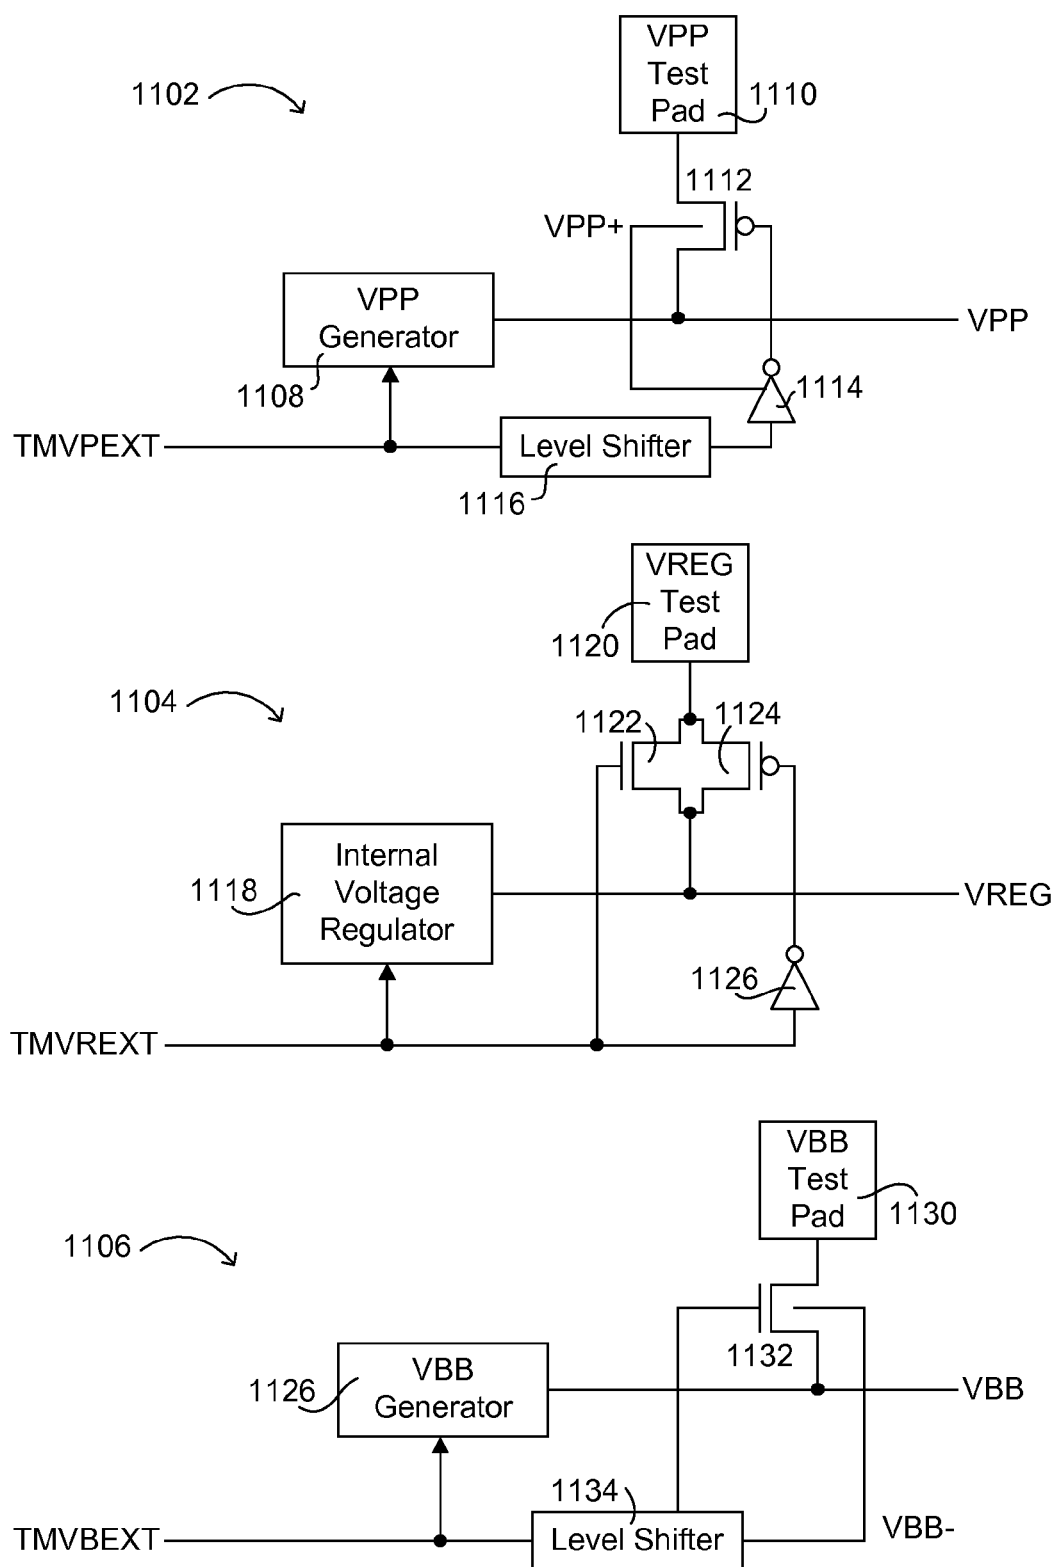 VPP
Test
Pad
1110
1102
1112
VPP+
VPP
Generator
1108
VPP
1114
TMVPEXT
Level Shifter
1116
VREG
Test
Pad
1120
1104
1122
1124
Internal
Voltage
Regulator
1118
VREG
1126
TMVREXT
VBB
Test
Pad
1130
1106
1132
VBB
Generator
1126
VBB
1134
TMVBEXT
Level Shifter
VBB-